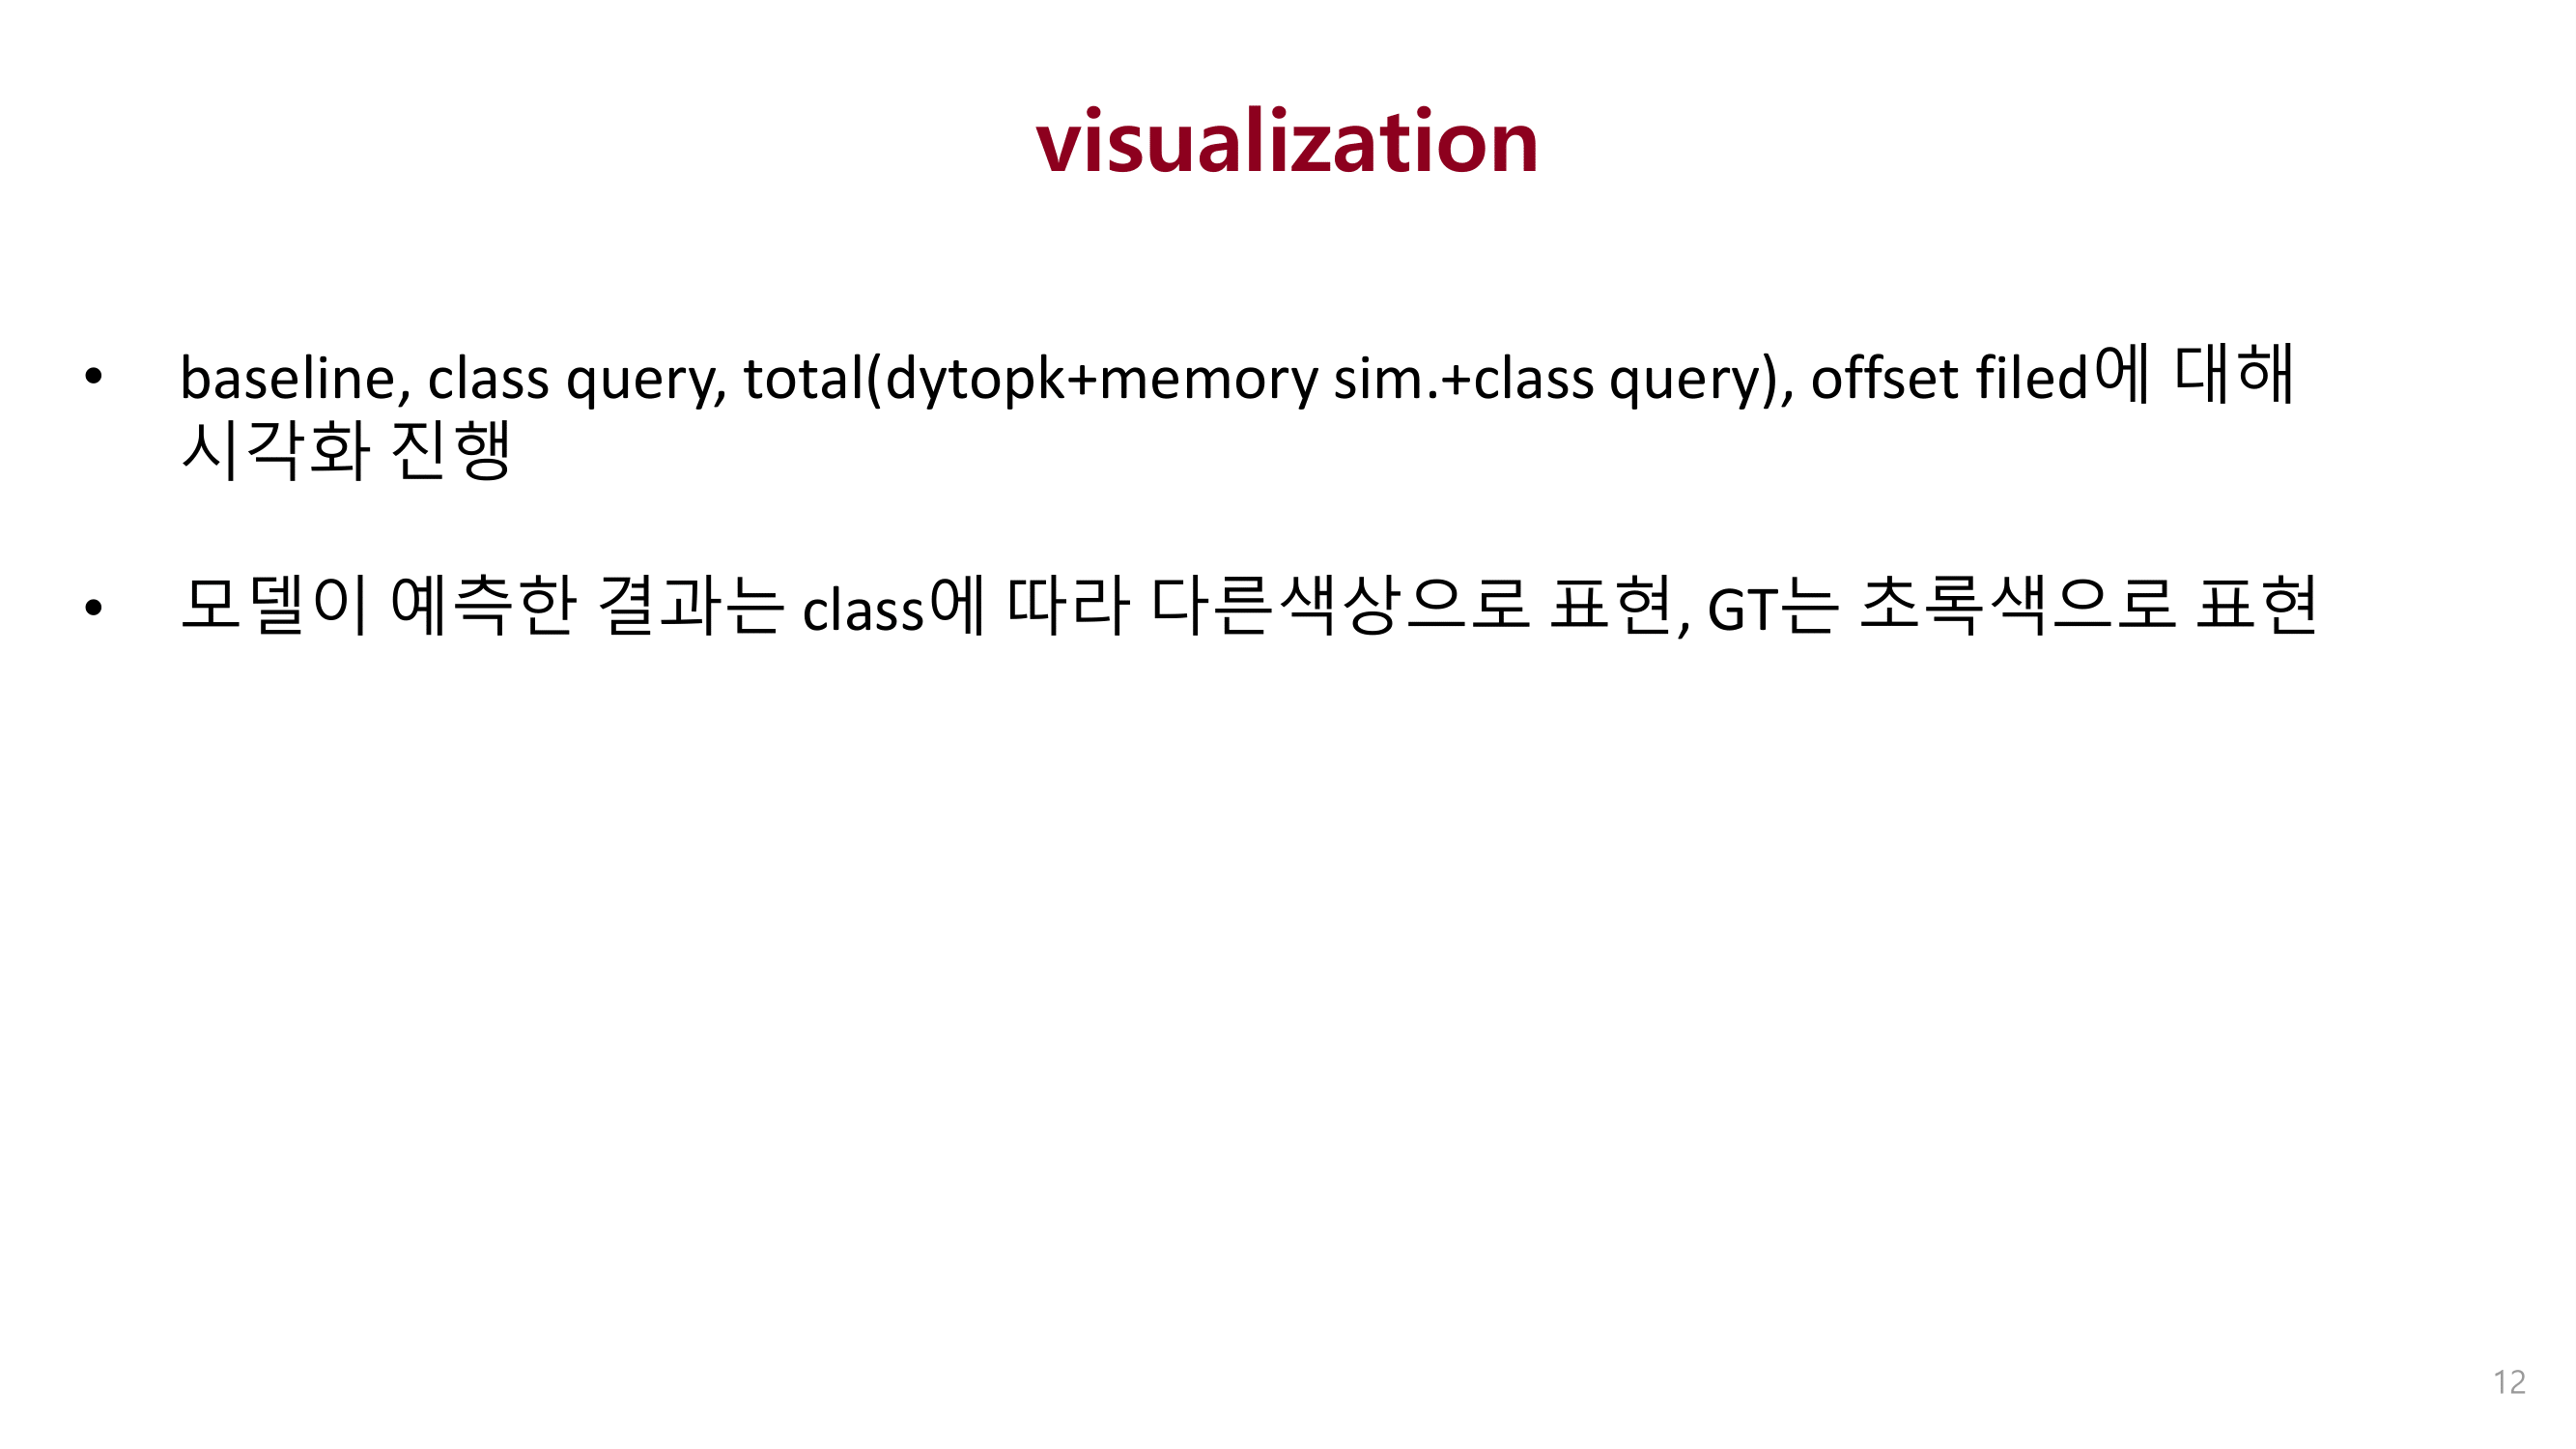 visualization
• baseline, class query, total(dytopk+memory sim.+class query), offset filed에 대해
시각화 진행
• 모델이 예측한 결과는 class에 따라 다른색상으로 표현, GT는 초록색으로 표현
12